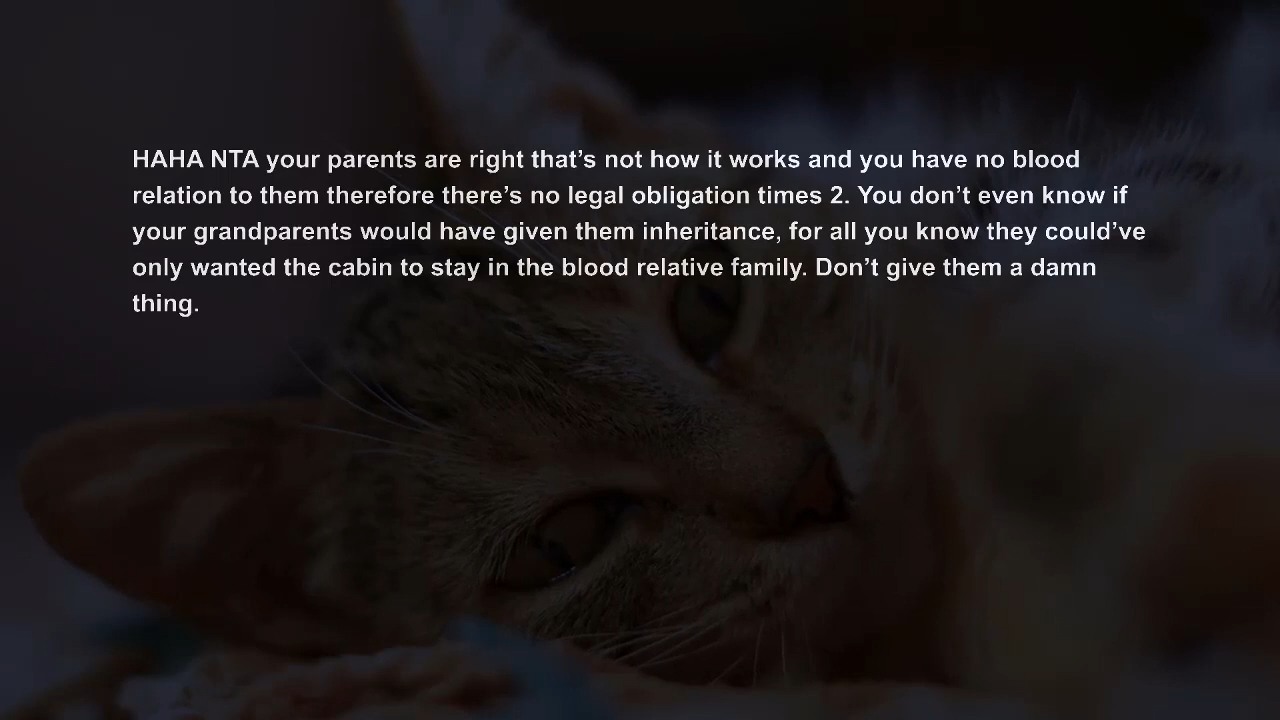 HAHA NTA your parents are right that’s not how it works and you have no blood
relation to them therefore there’s no legal obligation times 2. You don’t even know if
your grandparents would have given them inheritance, for all you know they could’ve
only wanted the cabin to stay in the blood relative family. Don’t give them a damn
thing.